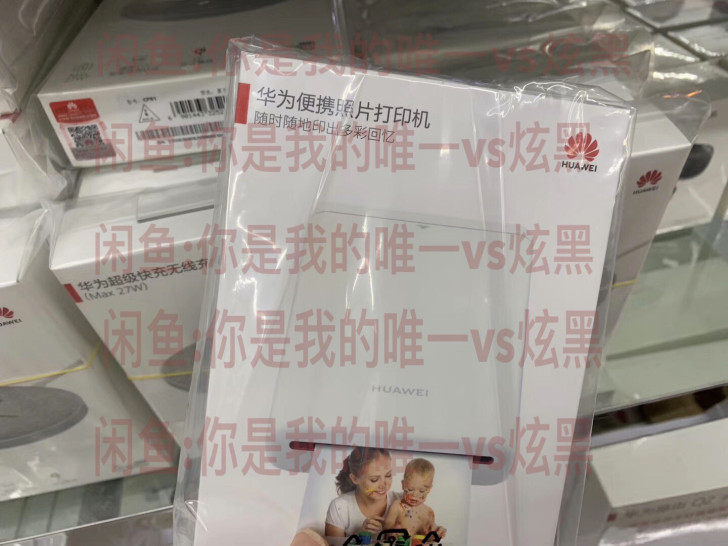 闲鱼:你是我的唯一vs炫黑
华为便携照片打印机
随时随地印出多彩回忆
HUAWEI
闲鱼:你是我的唯一vs炫黑
闲鱼:你是我的唯一vs炫黑
华为超级快充无线充
(Max 27W)
HUAWEI
闲鱼:你是我的唯一vs炫黑
HUAWEI
闲鱼:你是我的唯一vs炫黑